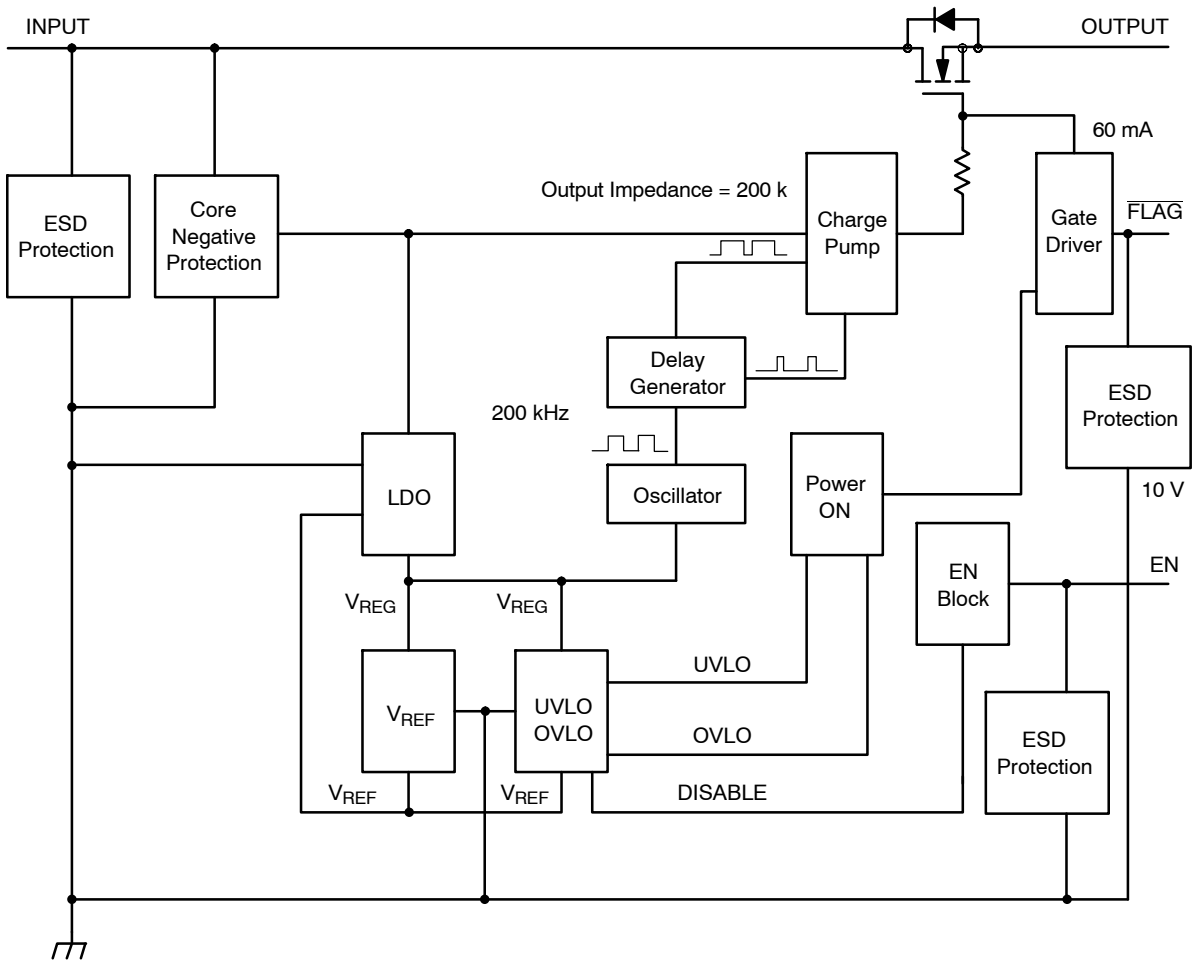 INPUT
OUTPUT
60 mA
ESD
Protection
Core
Negative
Protection
Output Impedance = 200 k
Charge
Pump
Gate
Driver
FLAG
Delay
Generator
200 kHz
ESD
Protection
LDO
Oscillator
Power
ON
10 V
EN
Block
EN
VREG
VREG
UVLO
VREF
UVLO
OVLO
OVLO
ESD
Protection
VREF
VREF
DISABLE